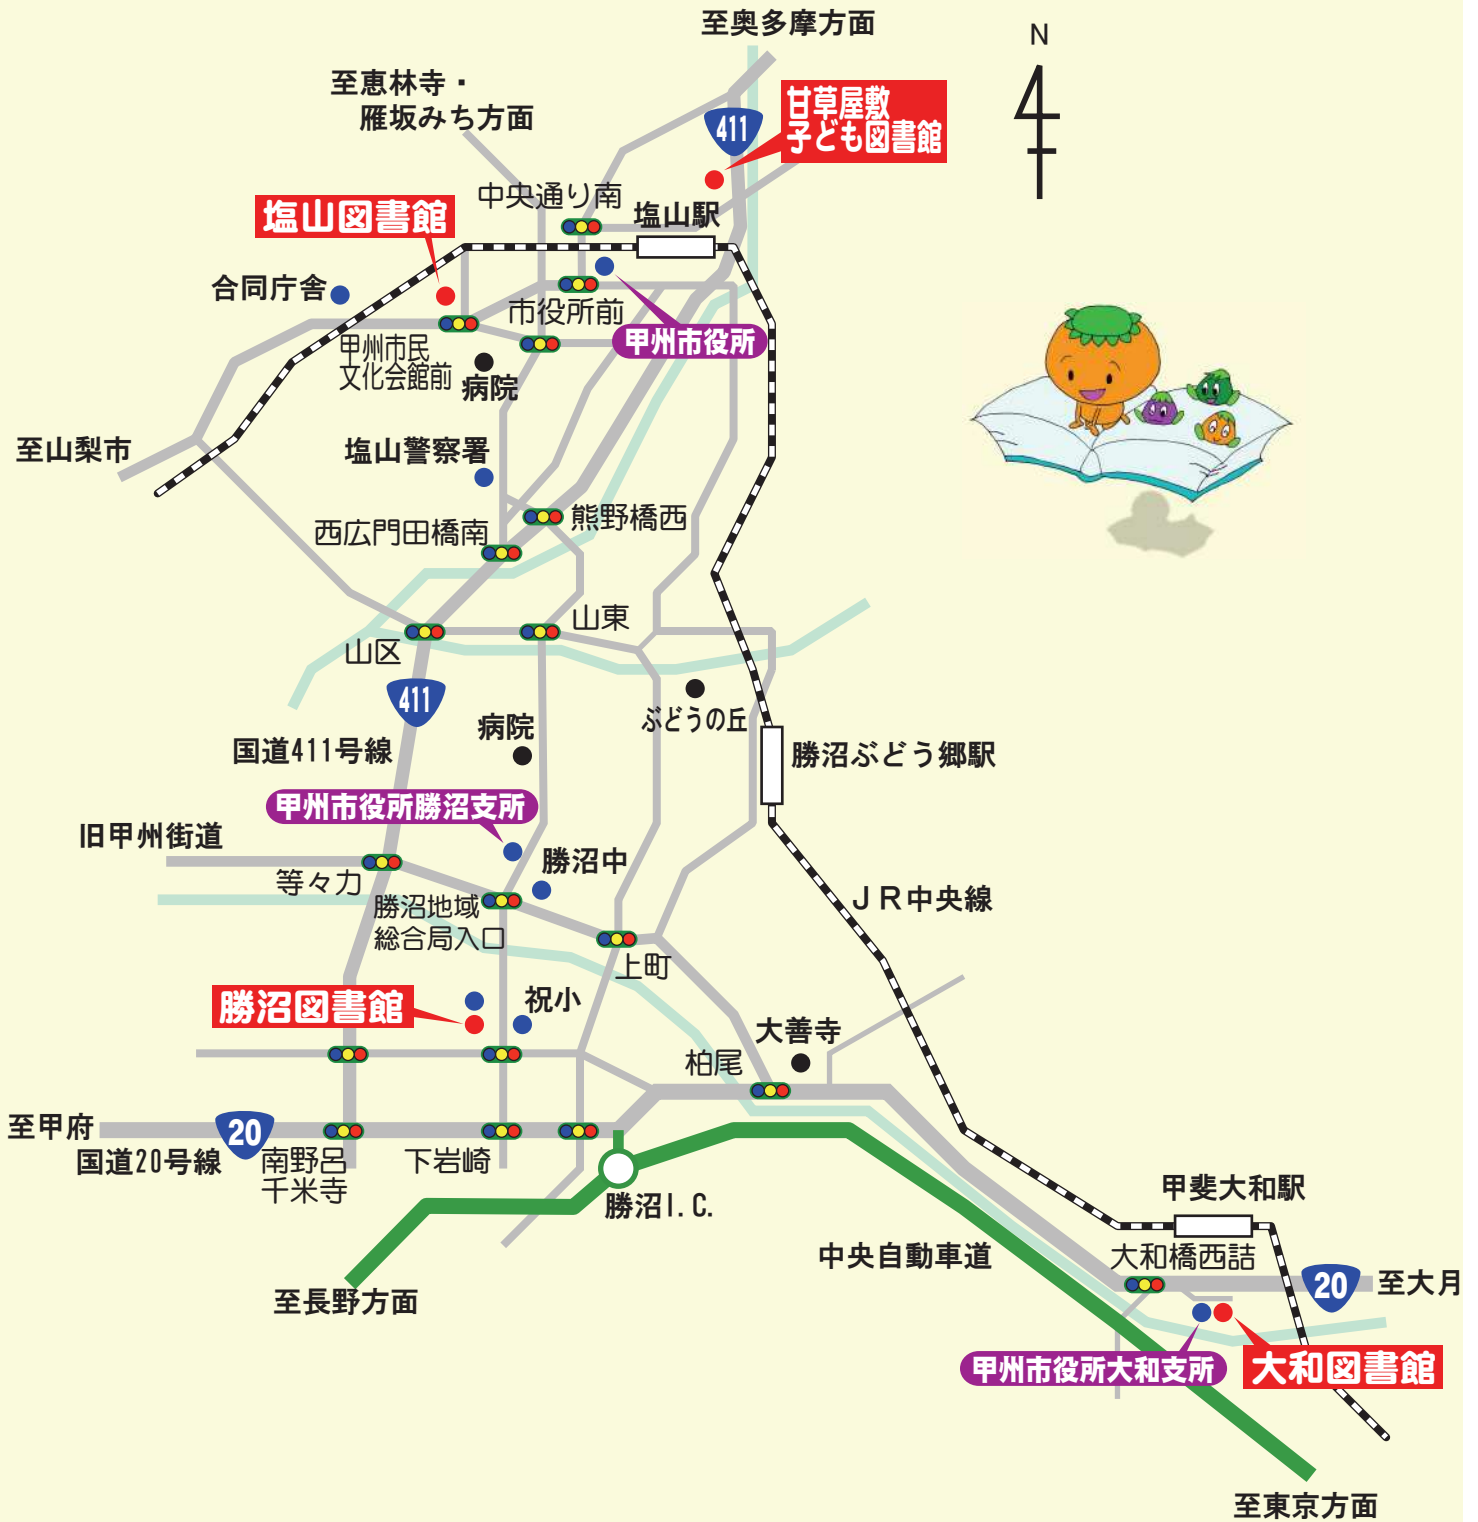 至奥多摩方面
N
至恵林寺・
雁坂みち方面
甘草屋敷
子ども図書館
411
中央通り南
塩山図書館
塩山駅
合同庁舎
市役所前
甲州市役所
甲州市民
文化会館前
病院
至山梨市
塩山警察署
西広門田橋南
熊野橋西
山東
山区
411
ぶどうの丘
病院
国道411号線
勝沼ぶどう郷駅
甲州市役所勝沼支所
旧甲州街道
勝沼中
等々力
勝沼地域
総合局入口
JR中央線
上町
勝沼図書館
祝小
大善寺
柏尾
至甲府
20
国道20号線
南野呂
千米寺
下岩崎
勝沼I.C.
甲斐大和駅
中央自動車道
大和橋西詰
20
至大月
至長野方面
甲州市役所大和支所
大和図書館
至東京方面